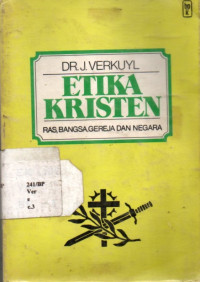 DR. J. VERKUYL
ETIKA
KRISTEN
RAS, BANGSA, GEREJA DAN NEGARA
241/BP
Ver
e
c.3